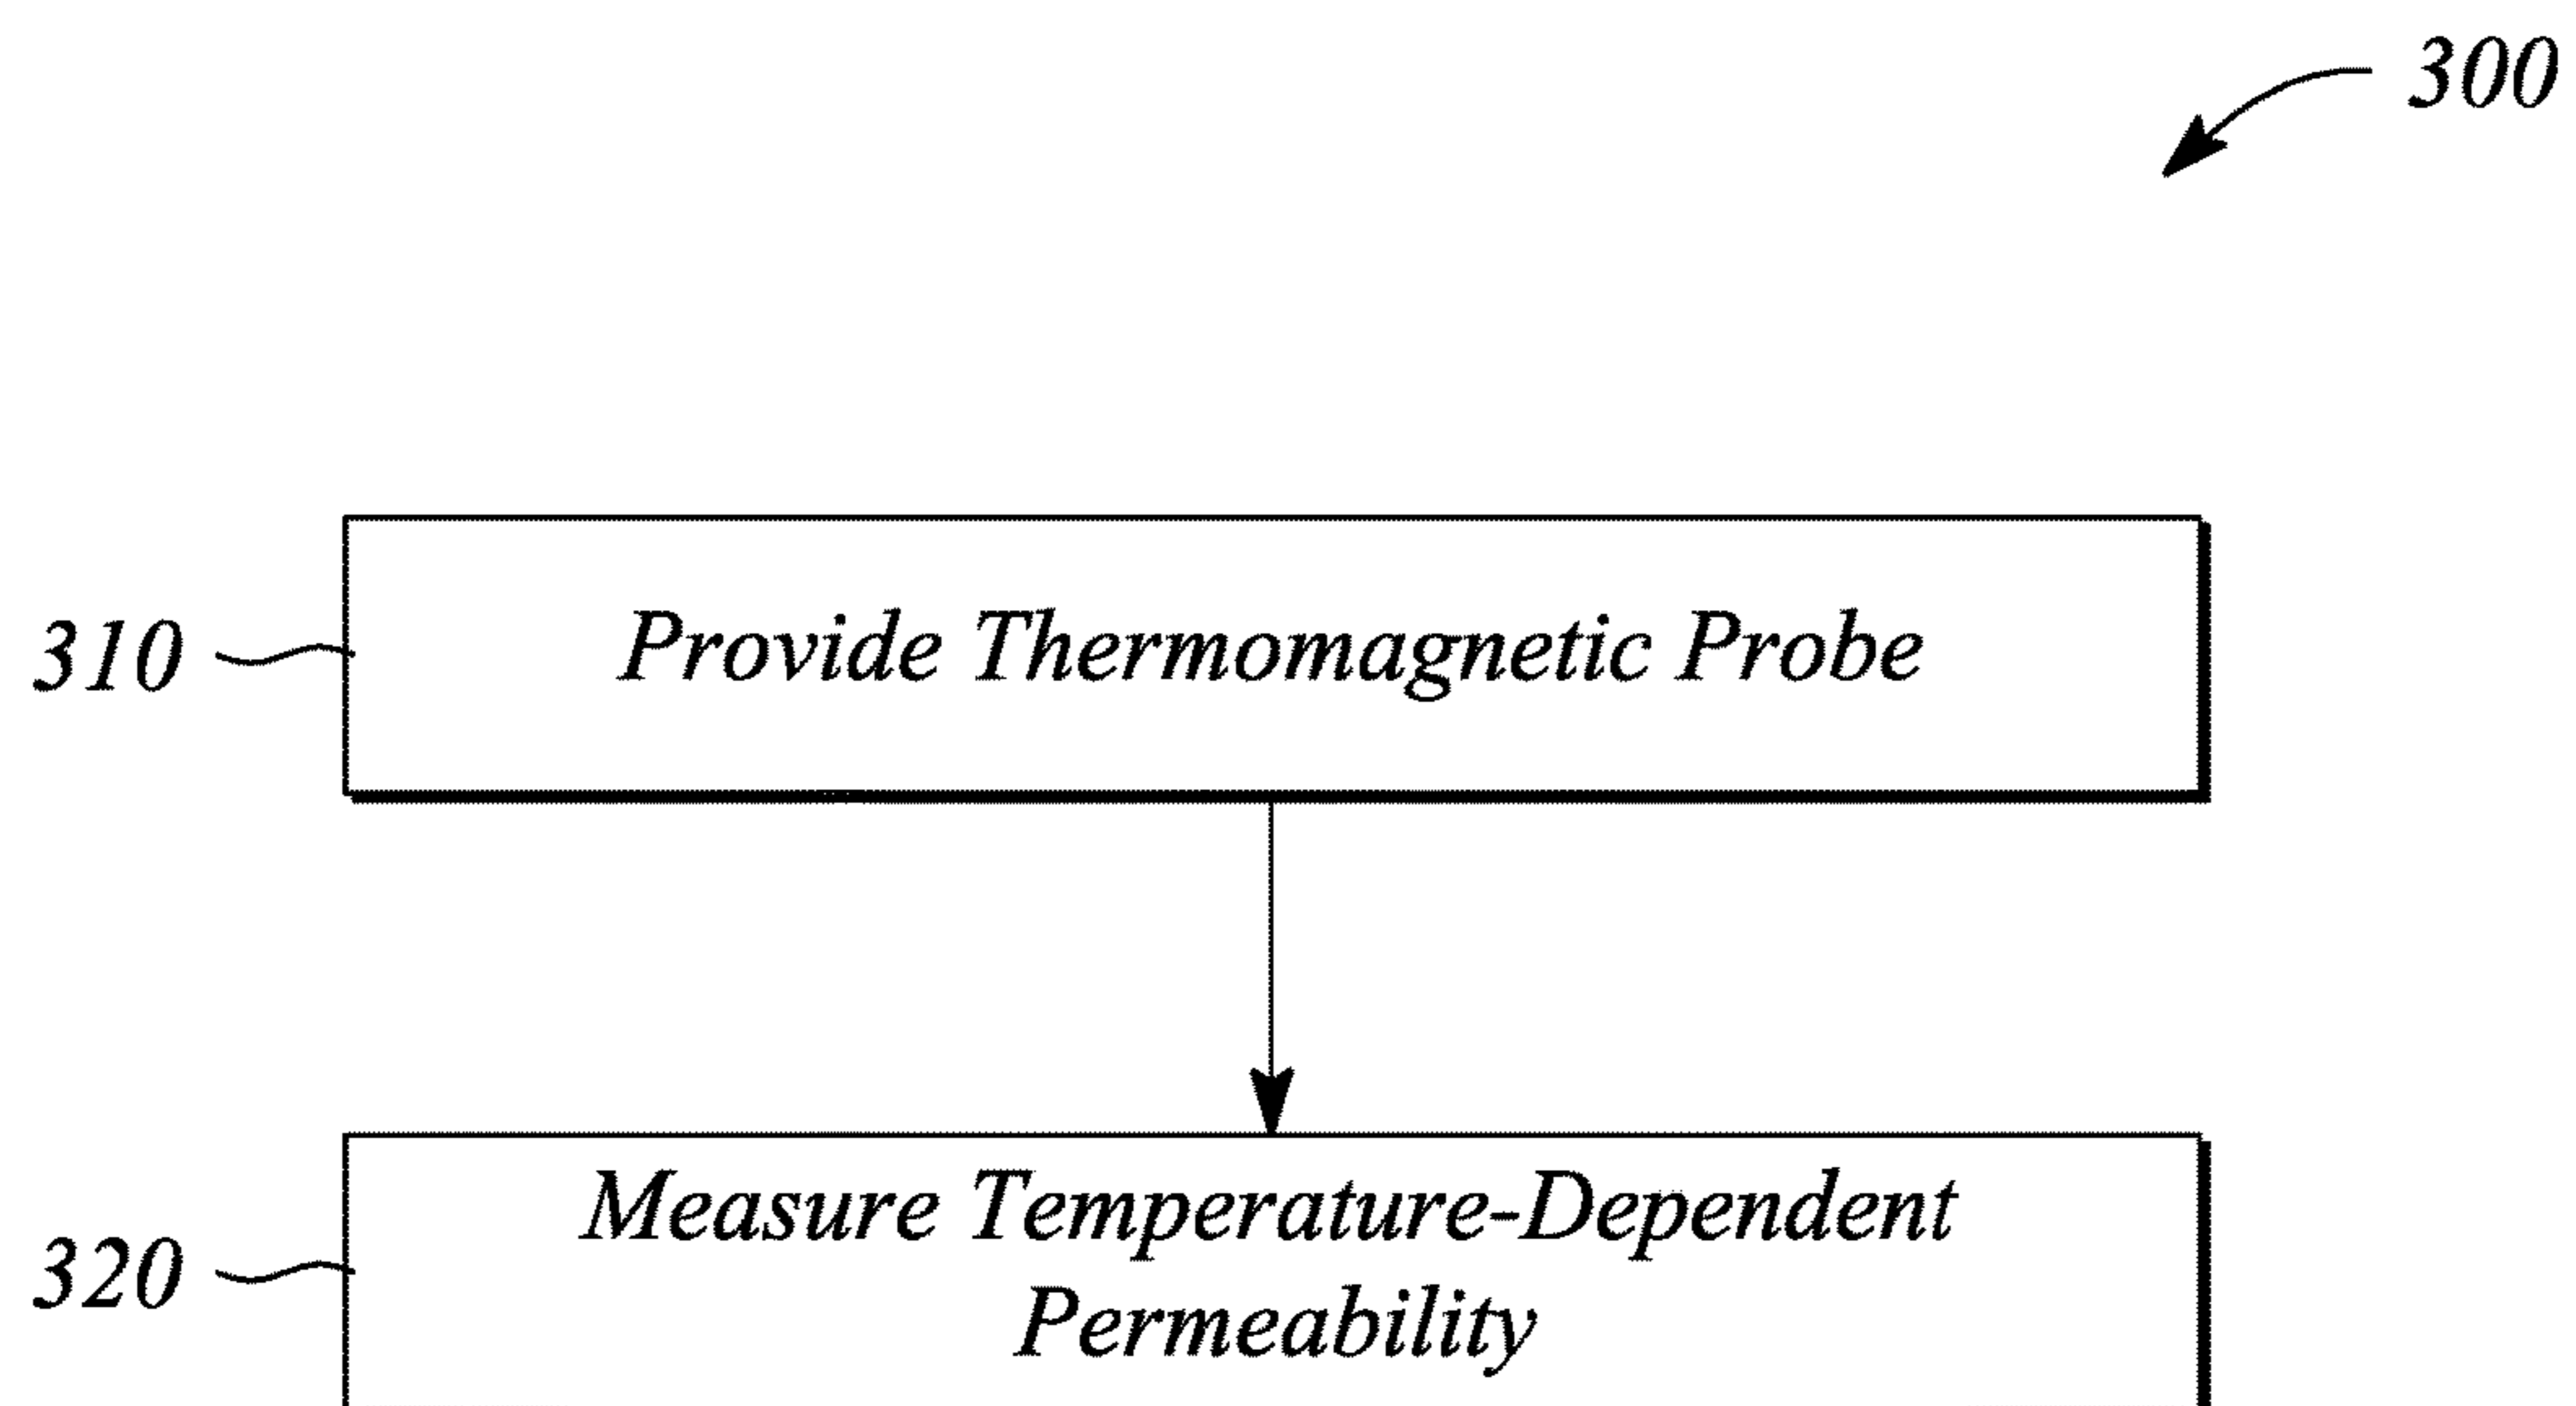 300
310
Provide Thermomagnetic Probe
320
Measure Temperature-Dependent
Permeability